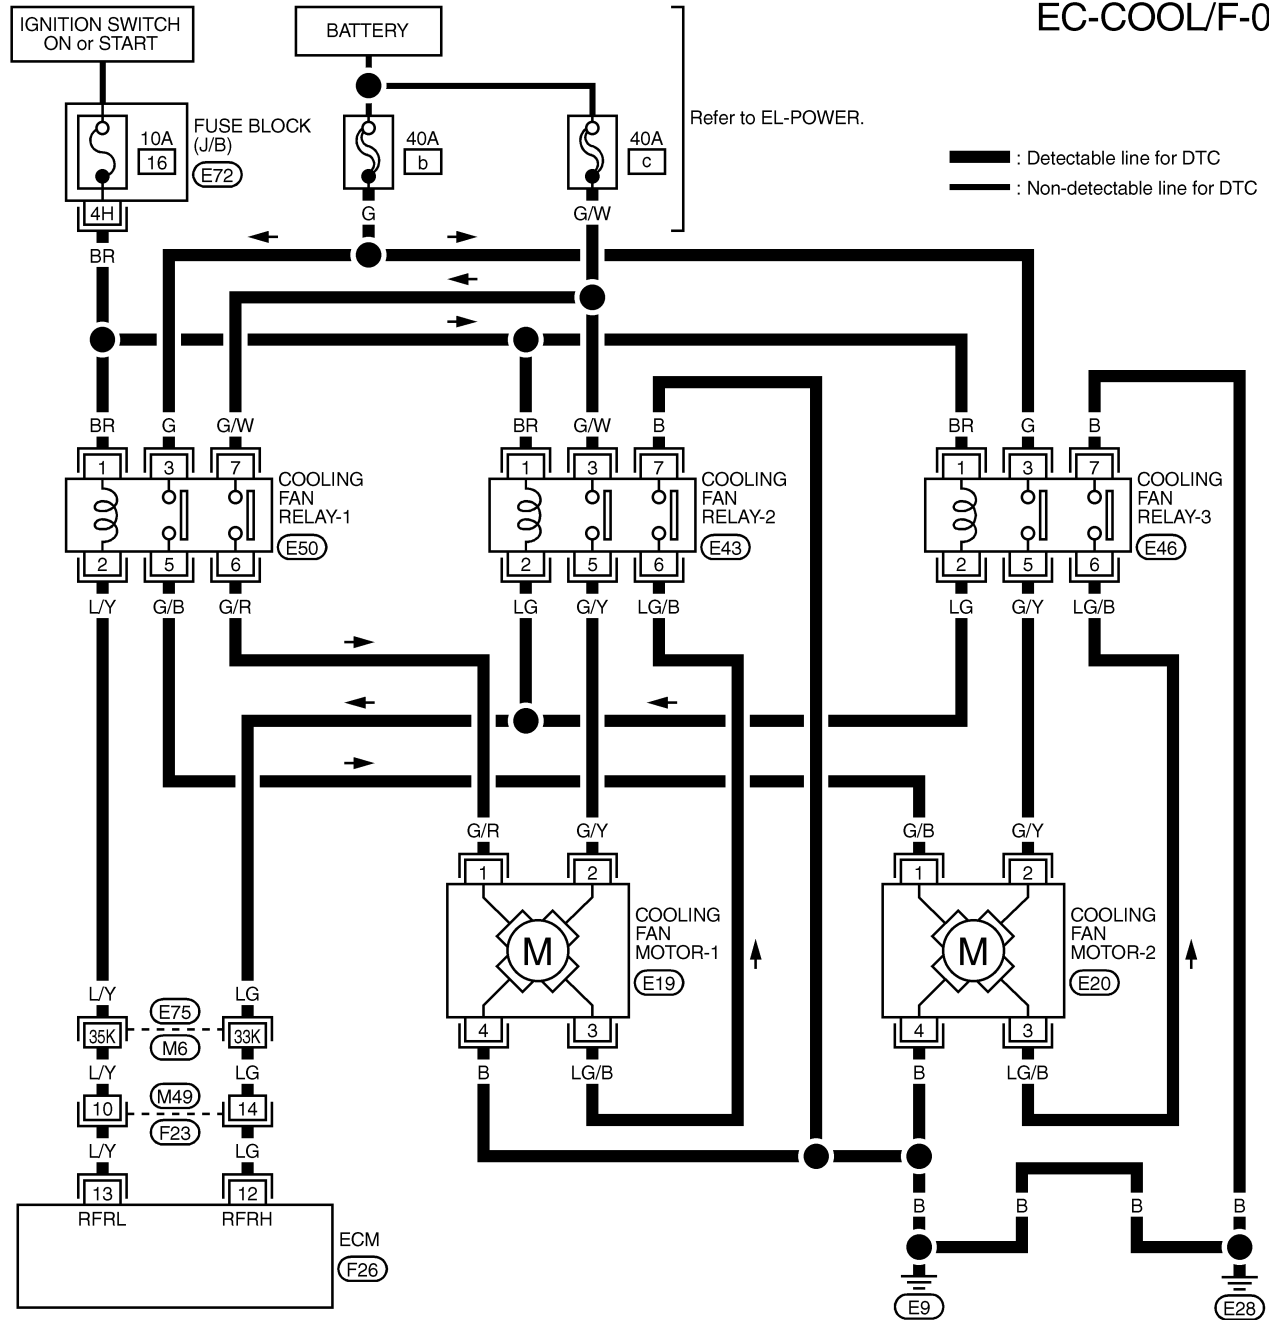 EC-COOL/F-0
IGNITION SWITCH
ON or START
BATTERY
Refer to EL-POWER.
10A
16
FUSE BLOCK
(J/B)
E72
40A
b
40A
c
: Detectable line for DTC
: Non-detectable line for DTC
4H
G
G/W
BR
BR G G/W BR G/W B BR G B
1 3 7 1 3 7 1 3 7
COOLING
FAN
RELAY-1
E50
COOLING
FAN
RELAY-2
E43
COOLING
FAN
RELAY-3
E46
2 5 6 2 5 6 2 5 6
L/Y G/B G/R LG G/Y LG/B LG G/Y LG/B
G/R G/Y G/B G/Y
1 2 1 2
M
COOLING
FAN
MOTOR-1
E19
M
COOLING
FAN
MOTOR-2
E20
4 3 4 3
B LG/B B LG/B
L/Y LG
E75
35K 33K
M6
L/Y LG
M49
10 14
F23
L/Y LG
13 12
RFRL RFRH
ECM
F26
B B B B
E9 E28